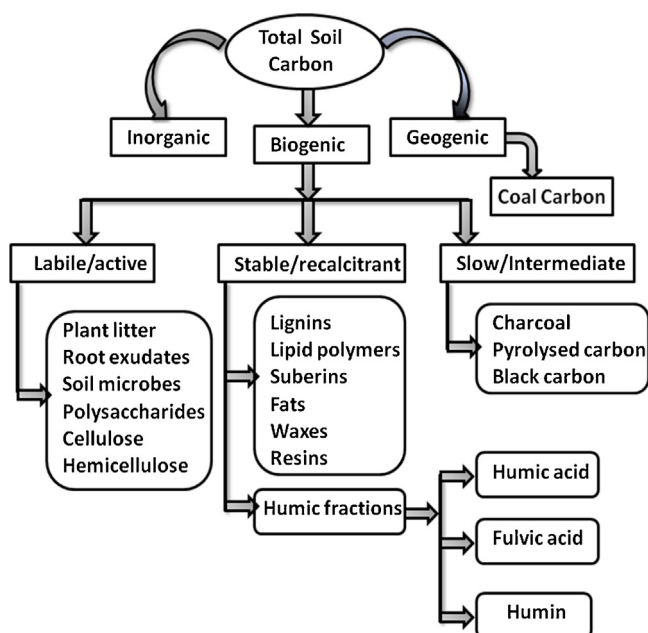 Total Soil
Carbon
Inorganic
Biogenic
Geogenic
Coal Carbon
Labile/active
Stable/recalcitrant
Slow/Intermediate
Plant litter
Root exudates
Soil microbes
Polysaccharides
Cellulose
Hemicellulose
Lignins
Lipid polymers
Suberins
Fats
Waxes
Resins
Charcoal
Pyrolysed carbon
Black carbon
Humic fractions
Humic acid
Fulvic acid
Humin